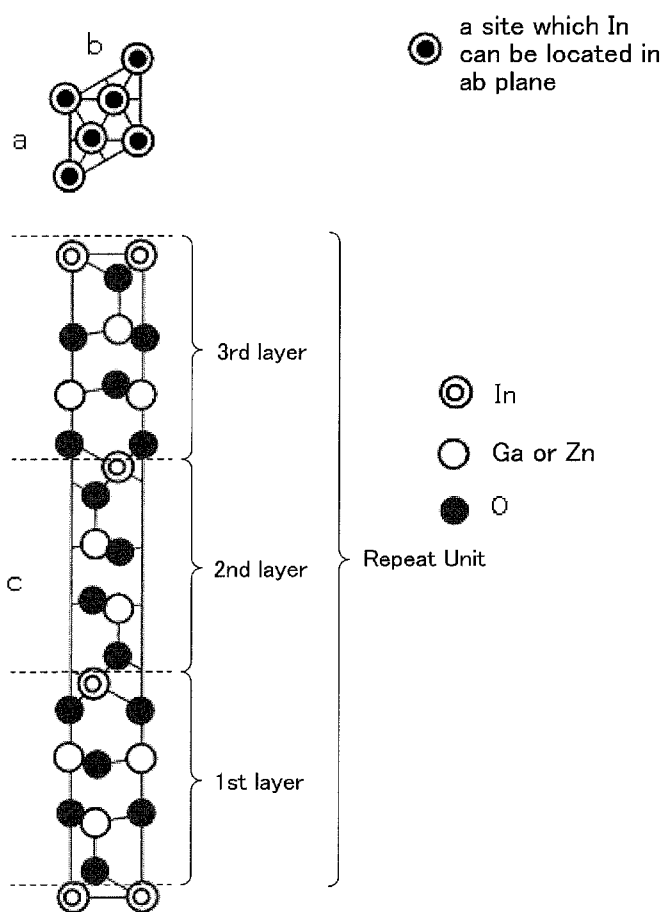 b
a site which In
can be located in
ab plane
a
3rd layer
In
Ga or Zn
O
Repeat Unit
2nd layer
c
1st layer